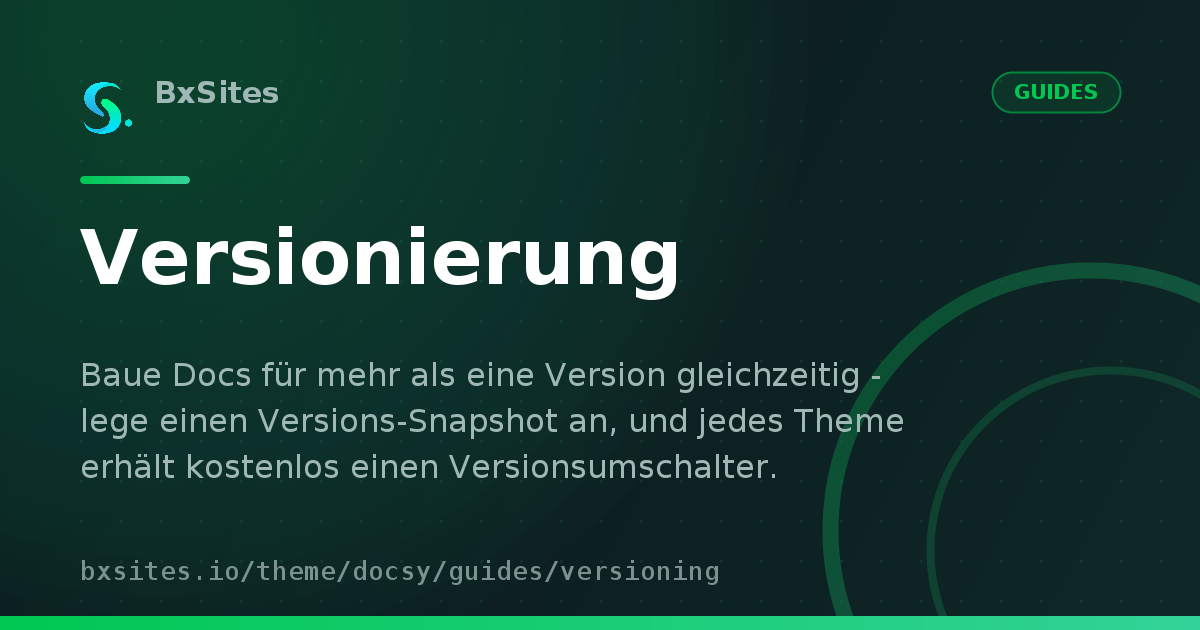 BxSites
GUIDES
Versionierung
Baue Docs für mehr als eine Version gleichzeitig -
lege einen Versions-Snapshot an, und jedes Theme
erhält kostenlos einen Versionsumschalter.
bxsites.io/theme/docsy/guides/versioning